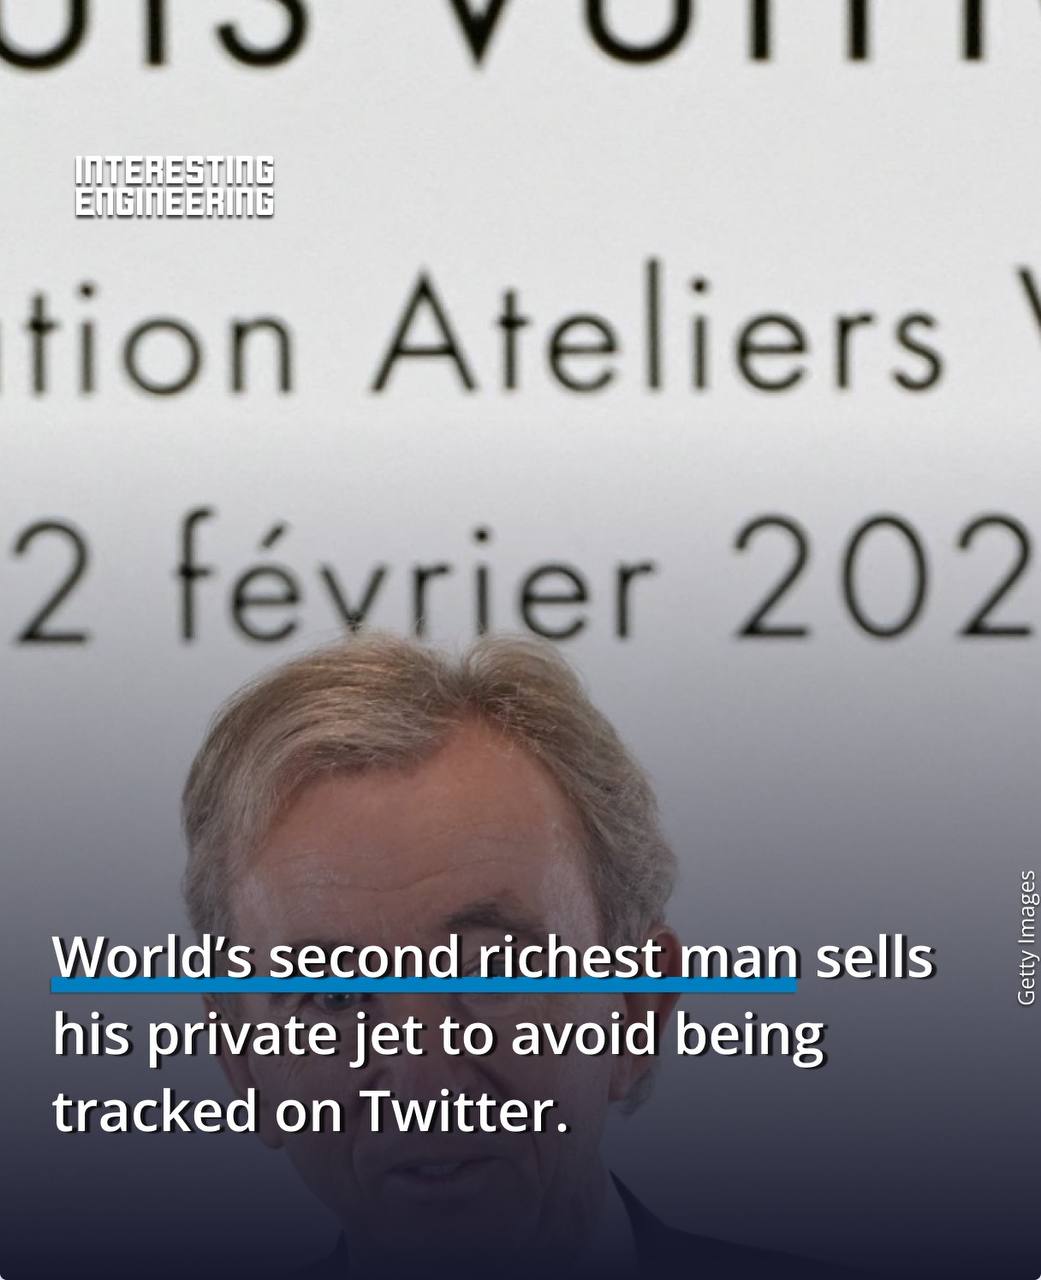 UIS VUITT
INTERESTING
ENGINEERING
tion Ateliers V
2 février 202
World’s second richest man sells
his private jet to avoid being
tracked on Twitter.
Getty Images